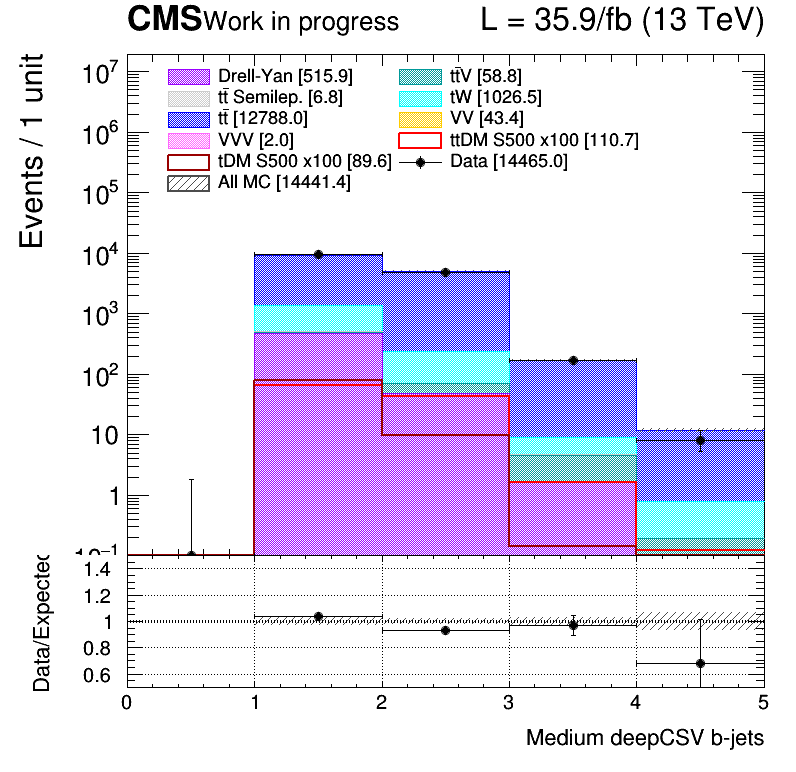 CMS Work in progress L = 35.9/fb (13 TeV)
Drell-Yan [515.9] tt̄V [58.8]
tt̄ Semilep. [6.8] tW [1026.5]
tt̄ [12788.0] VV [43.4]
VVV [2.0] ttDM S500 x100 [110.7]
tDM S500 x100 [89.6] Data [14465.0]
All MC [14441.4]
Events / 1 unit
10⁷
10⁶
10⁵
10⁴
10³
10²
10
1
10⁻¹
Data/Expected
1.4
1.2
1
0.8
0.6
0 1 2 3 4 5
Medium deepCSV b-jets